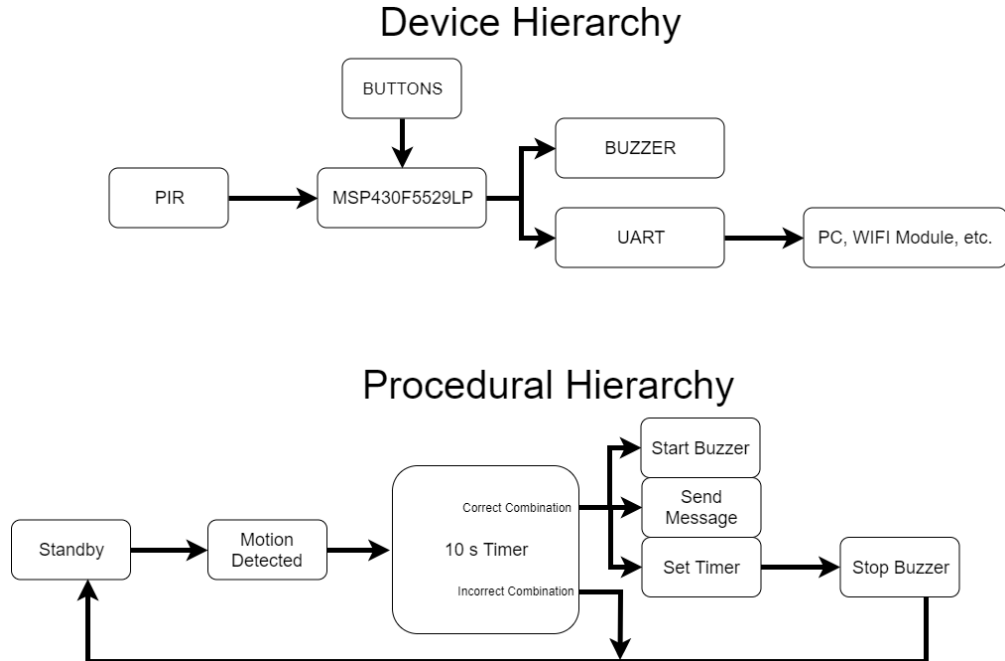 Device Hierarchy
BUTTONS
BUZZER
PIR
MSP430F5529LP
UART
PC, WIFI Module, etc.
Procedural Hierarchy
Start Buzzer
Correct Combination
Send
Message
Standby
Motion
Detected
10 s Timer
Set Timer
Stop Buzzer
Incorrect Combination